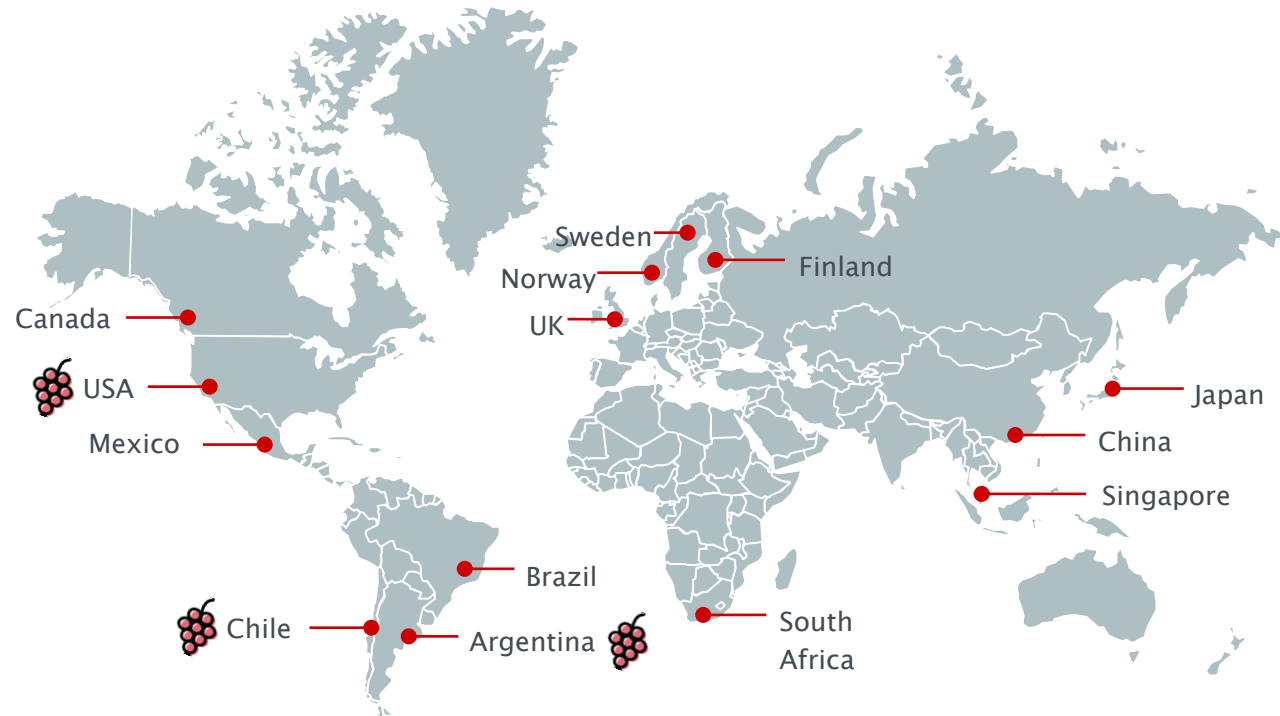 Sweden
Finland
Norway
Canada
UK
USA
Japan
Mexico
China
Singapore
Brazil
Chile
Argentina
South
Africa